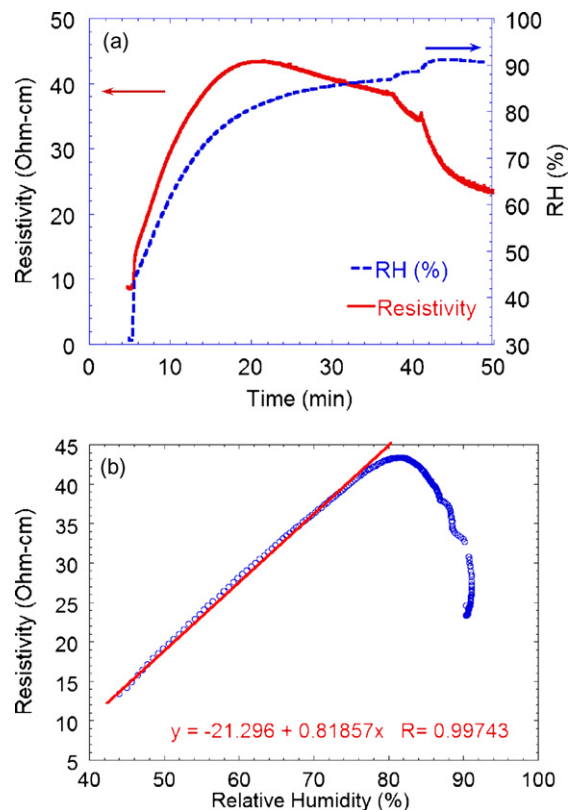 (a)
50
40
30
20
10
0
Resistivity (Ohm-cm)
100
90
80
70
60
50
40
30
RH (%)
RH (%)
Resistivity
0 10 20 30 40 50
Time (min)
(b)
45
40
35
30
25
20
15
10
5
Resistivity (Ohm-cm)
y = -21.296 + 0.81857x R= 0.99743
40 50 60 70 80 90 100
Relative Humidity (%)